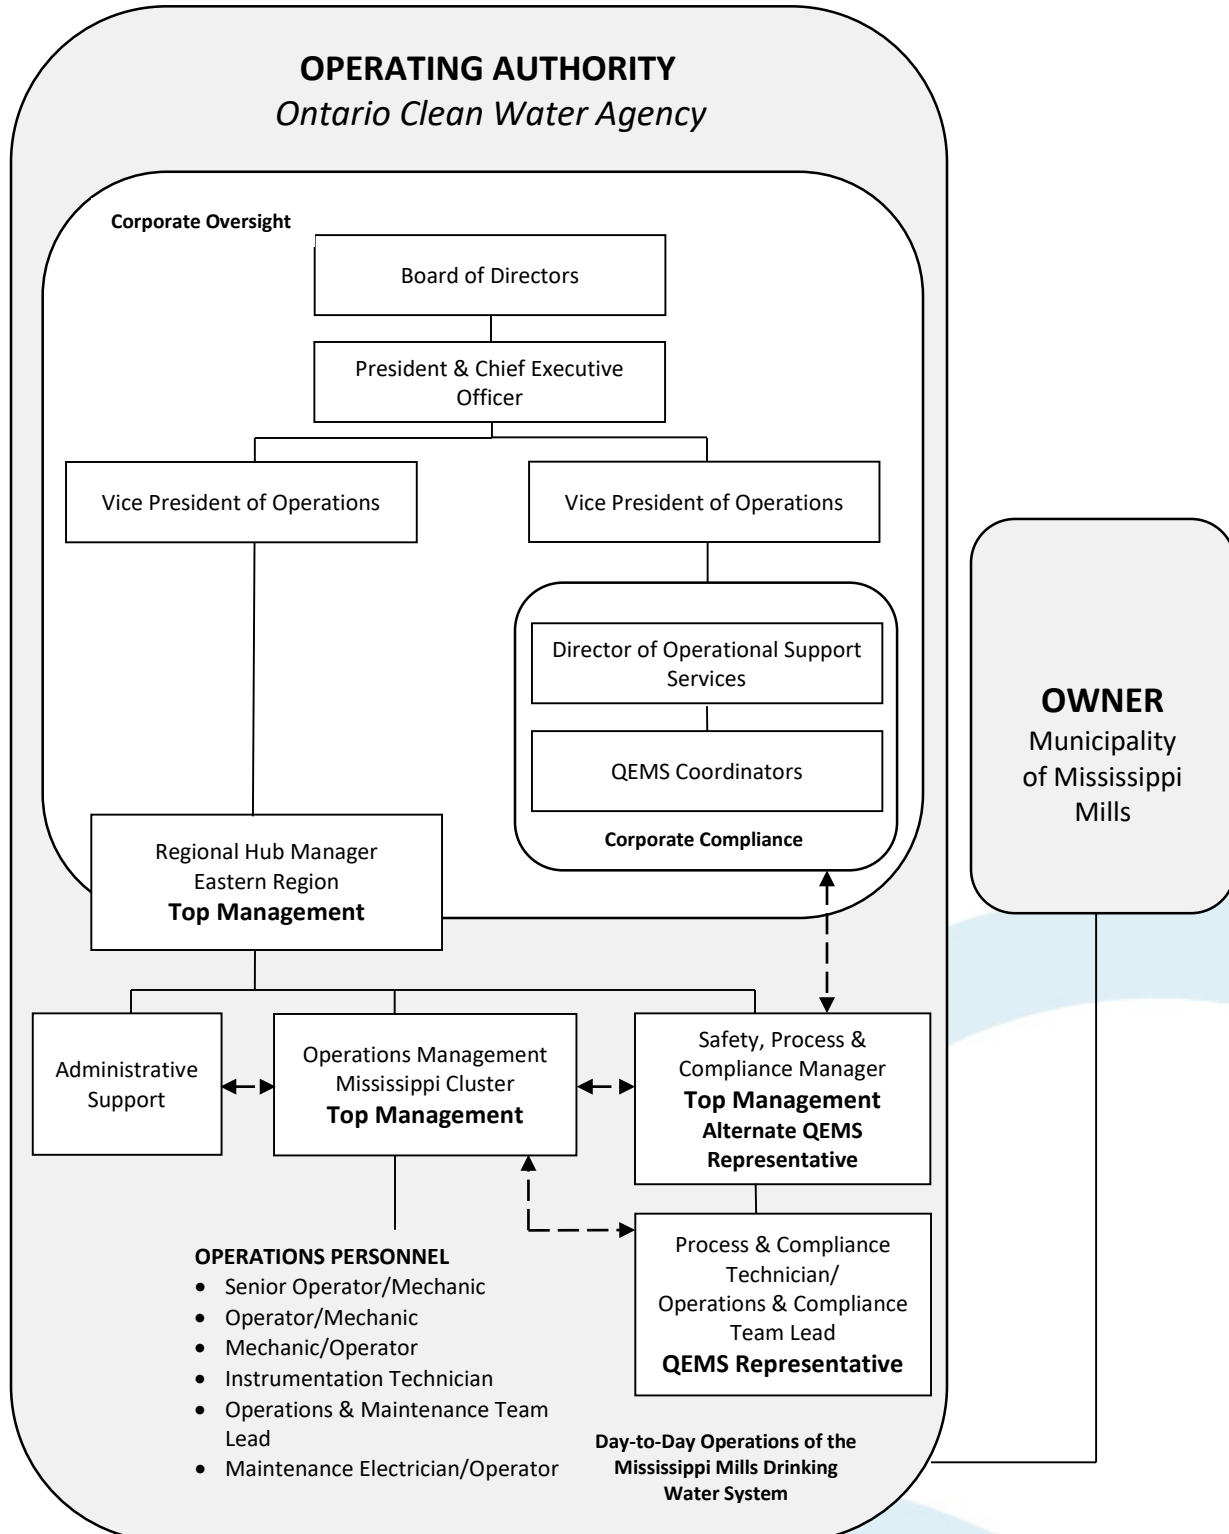 OPERATING AUTHORITY
Ontario Clean Water Agency
Corporate Oversight
Board of Directors
President & Chief Executive
Officer
Vice President of Operations
Vice President of Operations
Director of Operational Support
Services
QEMS Coordinators
Corporate Compliance
OWNER
Municipality
of Mississippi
Mills
Regional Hub Manager
Eastern Region
Top Management
Administrative
Support
Operations Management
Mississippi Cluster
Top Management
Safety, Process &
Compliance Manager
Top Management
Alternate QEMS
Representative
Process & Compliance
Technician/
Operations & Compliance
Team Lead
QEMS Representative
OPERATIONS PERSONNEL
• Senior Operator/Mechanic
• Operator/Mechanic
• Mechanic/Operator
• Instrumentation Technician
• Operations & Maintenance Team
Lead
• Maintenance Electrician/Operator
Day-to-Day Operations of the
Mississippi Mills Drinking
Water System